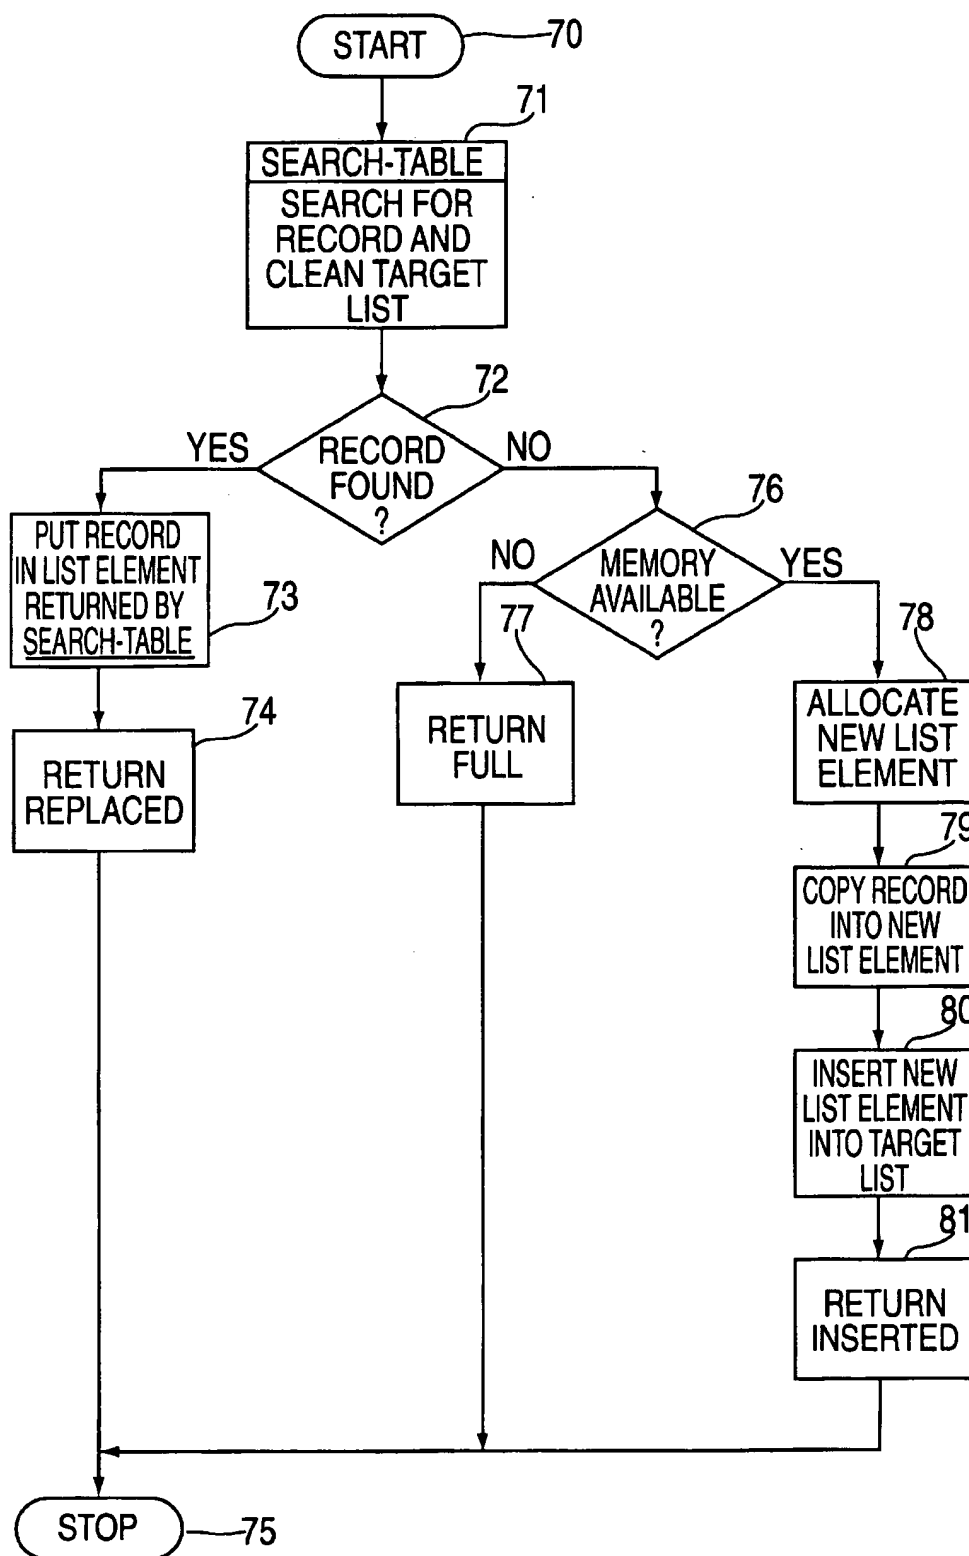 START
70
71
SEARCH-TABLE
SEARCH FOR
RECORD AND
CLEAN TARGET
LIST
72
YES
RECORD
FOUND
?
NO
76
PUT RECORD
IN LIST ELEMENT
RETURNED BY
SEARCH-TABLE
73
NO
MEMORY
AVAILABLE
?
YES
77
78
74
RETURN
REPLACED
RETURN
FULL
ALLOCATE
NEW LIST
ELEMENT
79
COPY RECORD
INTO NEW
LIST ELEMENT
80
INSERT NEW
LIST ELEMENT
INTO TARGET
LIST
81
RETURN
INSERTED
STOP
75